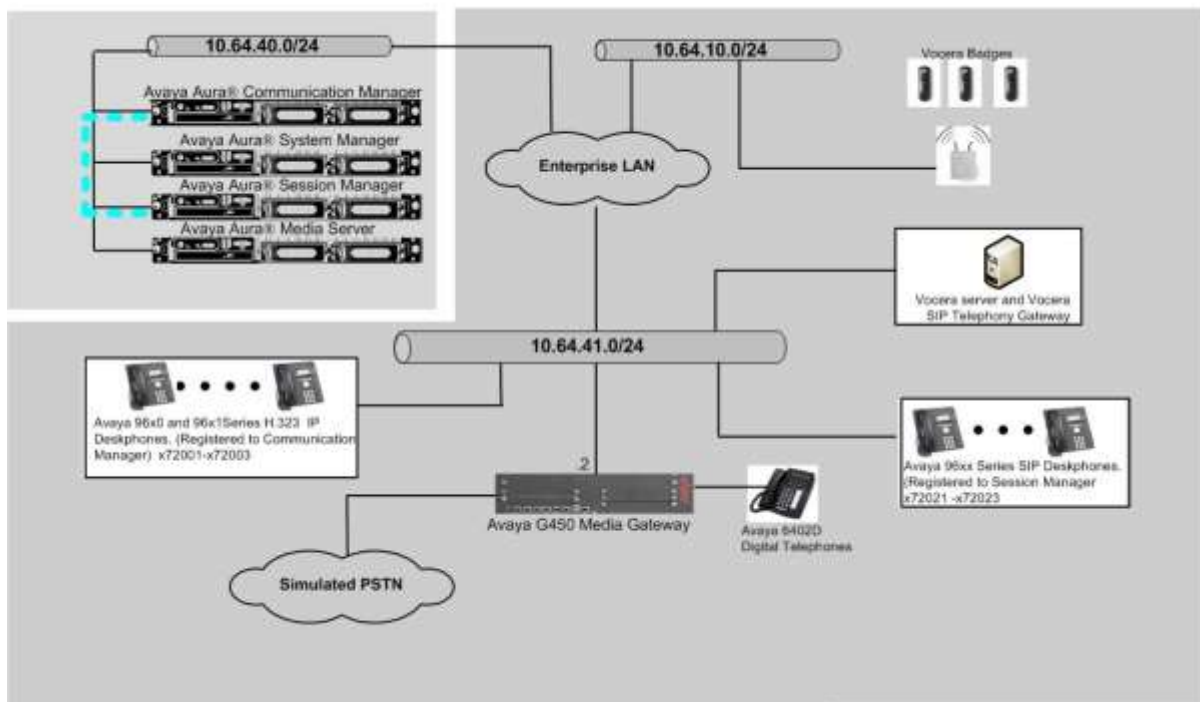 10.64.40.0/24
10.64.10.0/24
Vocera Badges
Avaya Aura® Communication Manager
Avaya Aura® System Manager
Avaya Aura® Session Manager
Avaya Aura® Media Server
Enterprise LAN
Vocera server and Vocera
SIP Telephony Gateway
10.64.41.0/24
Avaya 96x0 and 96x1Series H.323 IP
Deskphones. (Registered to Communication
Manager) x72001-x72003
Avaya 96xx Series SIP Deskphones.
(Registered to Session Manager
x72021 -x72023
.2
Avaya G450 Media Gateway
Avaya 6402D
Digital Telephones
Simulated PSTN